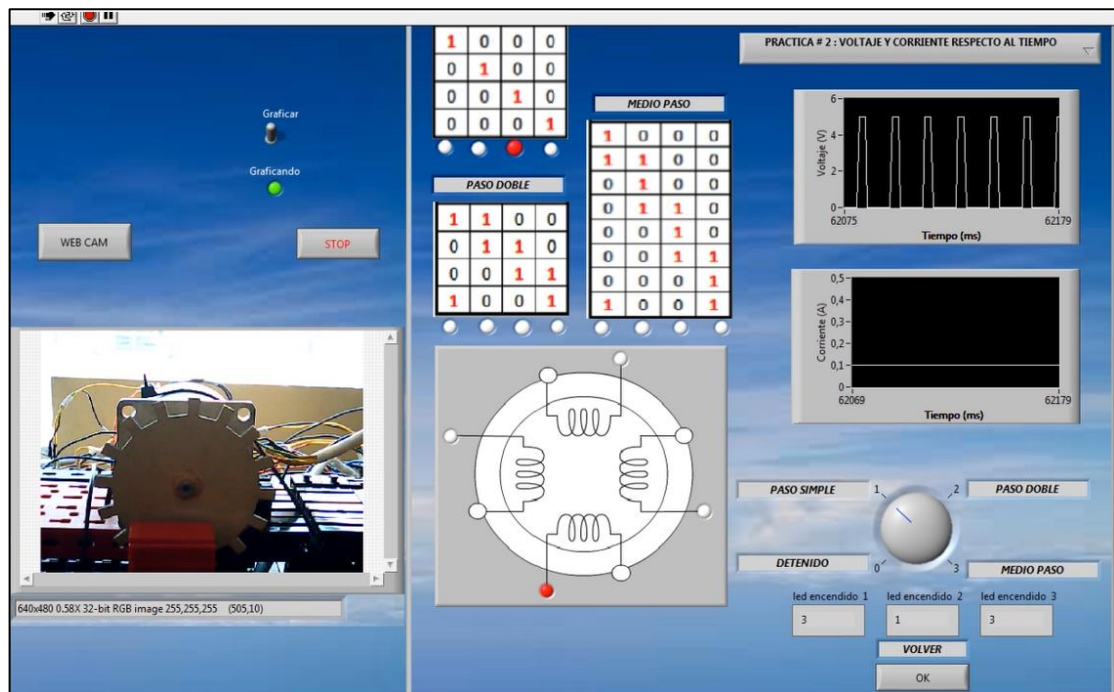 Graficar
Graficando
WEB CAM
STOP
640x480 0.58X 32-bit RGB image 255,255,255 (505,10)
1 0 0 0
0 1 0 0
0 0 1 0
0 0 0 1
PASO DOBLE
1 1 0 0
0 1 1 0
0 0 1 1
1 0 0 1
MEDIO PASO
1 0 0 0
1 1 0 0
0 1 0 0
0 1 1 0
0 0 1 0
0 0 1 1
0 0 0 1
1 0 0 1
PRACTICA # 2 : VOLTAJE Y CORRIENTE RESPECTO AL TIEMPO
Voltaje (V)
6
4
2
0
62075 62179
Tiempo (ms)
Corriente (A)
0,5
0,4
0,3
0,2
0,1
0
62069 62179
Tiempo (ms)
PASO SIMPLE 1 2 PASO DOBLE
DETENIDO 0 3 MEDIO PASO
led encendido 1 led encendido 2 led encendido 3
3 1 3
VOLVER
OK